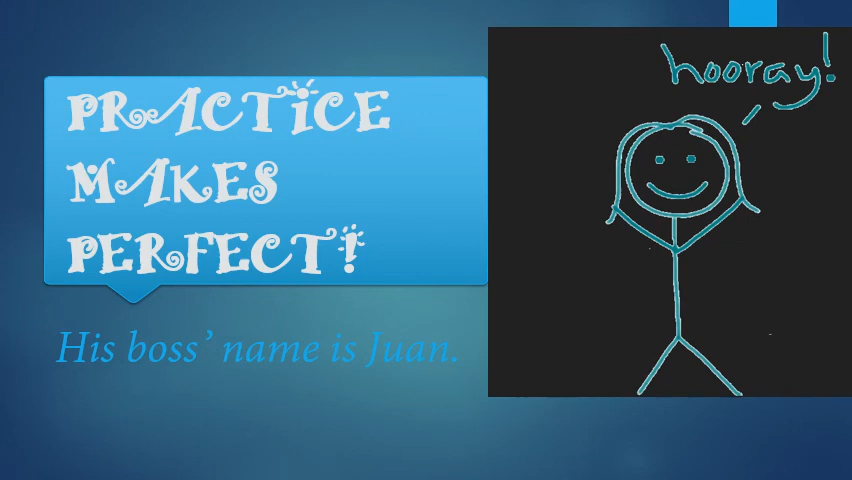 PRACTICE
MAKES
PERFECT!
His boss’ name is Juan.
hooray!